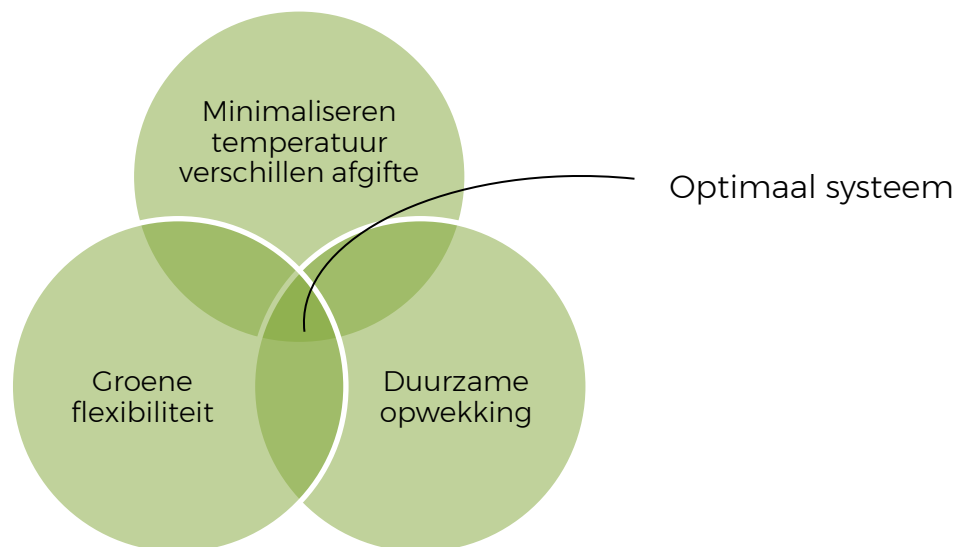 Minimaliseren
temperatuur
verschillen afgifte
Optimaal systeem
Groene
flexibiliteit
Duurzame
opwekking